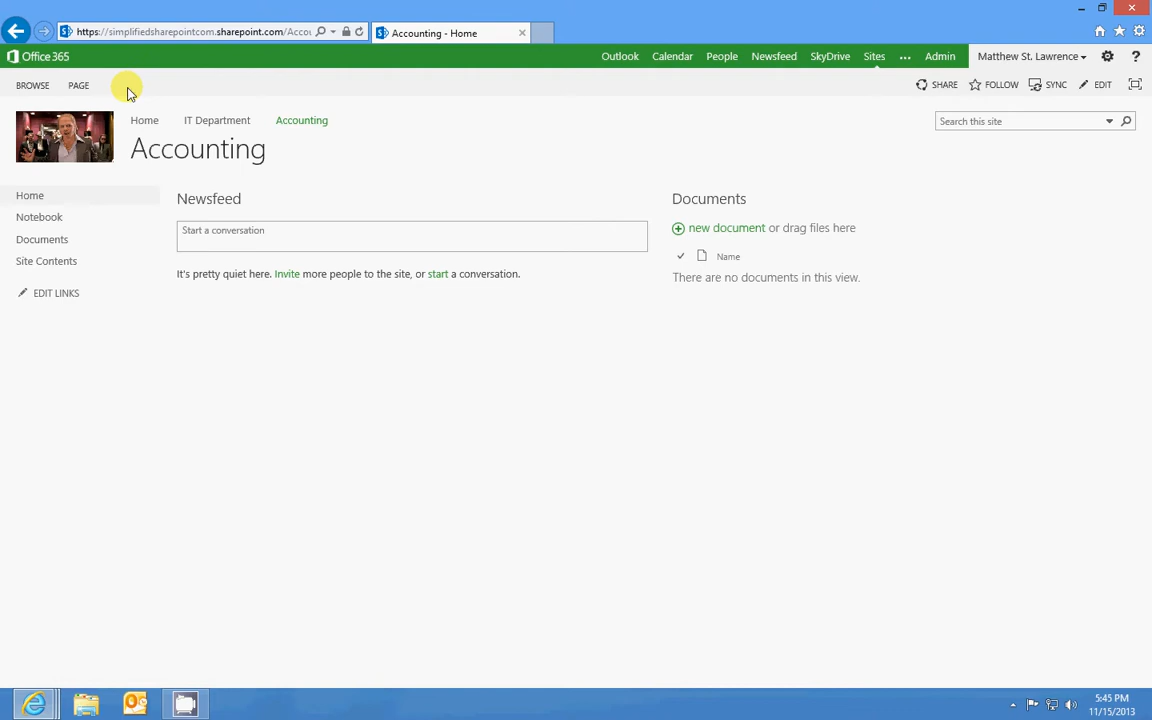 https://simplifiedsharepointcom.sharepoint.com/Accou
Accounting - Home
Office 365
Outlook Calendar People Newsfeed SkyDrive Sites ... Admin Matthew St. Lawrence ?
BROWSE PAGE SHARE FOLLOW SYNC EDIT
Home IT Department Accounting
Search this site
Accounting
Home
Notebook
Documents
Site Contents
EDIT LINKS
Newsfeed
Start a conversation
It's pretty quiet here. Invite more people to the site, or start a conversation.
Documents
new document or drag files here
Name
There are no documents in this view.
5:45 PM
11/15/2013